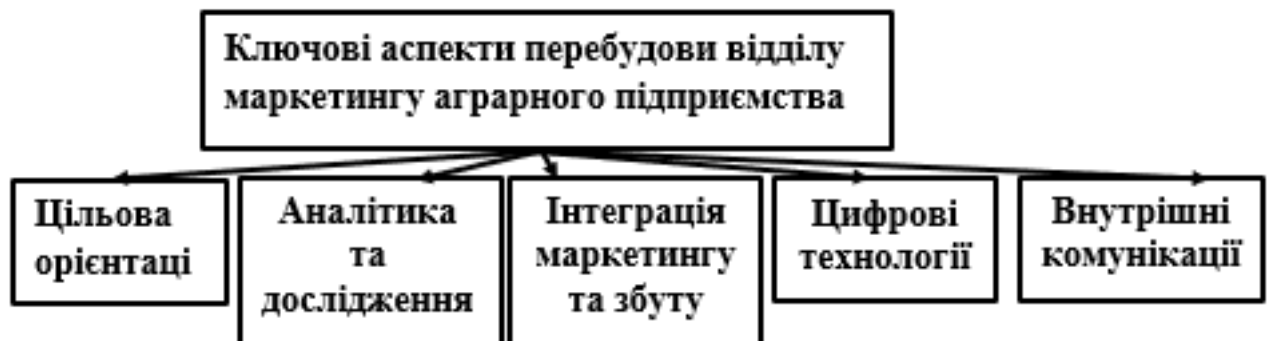 Ключові аспекти перебудови відділу
маркетингу аграрного підприємства
Цільова
орієнтаці
Аналітика
та
дослідження
Інтеграція
маркетингу
та збуту
Цифрові
технології
Внутрішні
комунікації